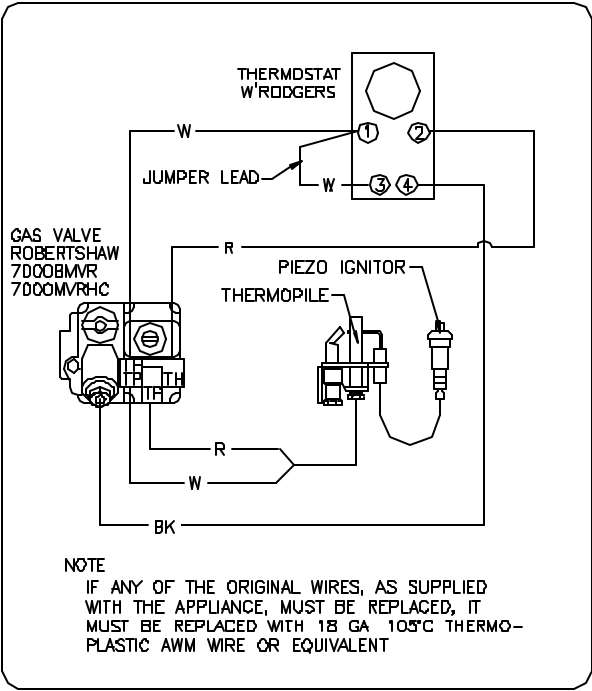 THERMOSTAT
W'RODGERS
W
1
2
JUMPER LEAD
W
3
4
GAS VALVE
ROBERTSHAW
7000BMVR
7000MVRHC
R
PIEZO IGNITOR
THERMOPILE
TH
TP
TH
TP
R
W
BK
NOTE
IF ANY OF THE ORIGINAL WIRES, AS SUPPLIED
WITH THE APPLIANCE, MUST BE REPLACED, IT
MUST BE REPLACED WITH 18 GA 105°C THERMO-
PLASTIC AWM WIRE OR EQUIVALENT